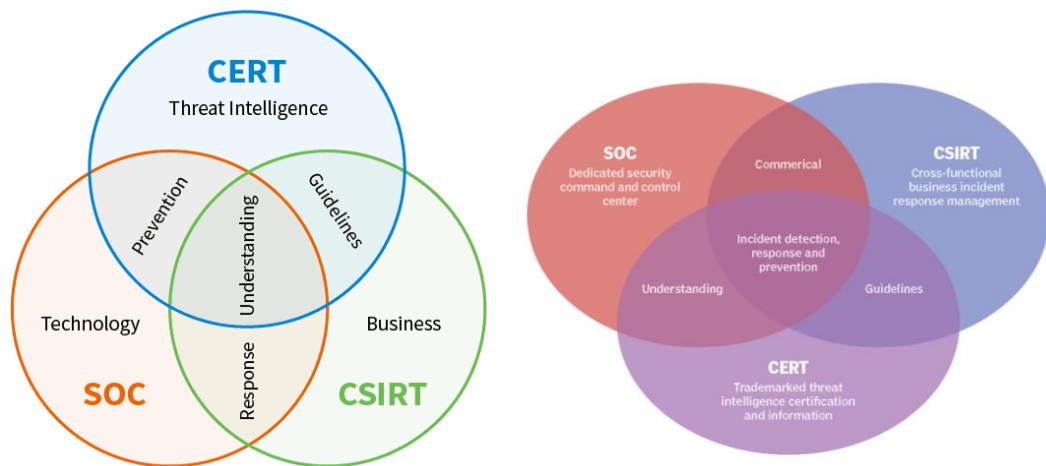 CERT
Threat Intelligence
Prevention
Understanding
Guidelines
Technology
Business
SOC
Response
CSIRT
SOC
Dedicated security
command and control
center
Commerical
CSIRT
Cross-functional
business incident
response management
Incident detection,
response and
prevention
Understanding
Guidelines
CERT
Trademarked threat
intelligence certification
and information